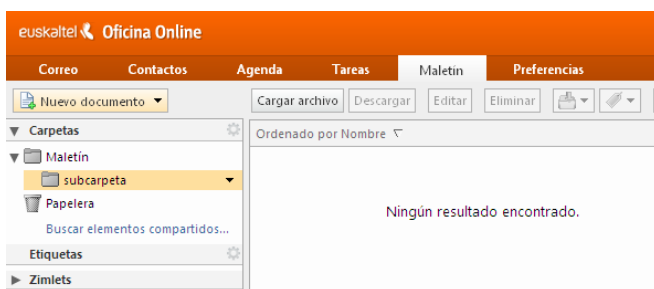 euskaltel Oficina Online
Correo Contactos Agenda Tareas Maletín Preferencias
Nuevo documento Cargar archivo Descargar Editar Eliminar
Carpetas
Ordenado por Nombre
Maletín
subcarpeta
Papelera
Ningún resultado encontrado.
Buscar elementos compartidos...
Etiquetas
Zimlets